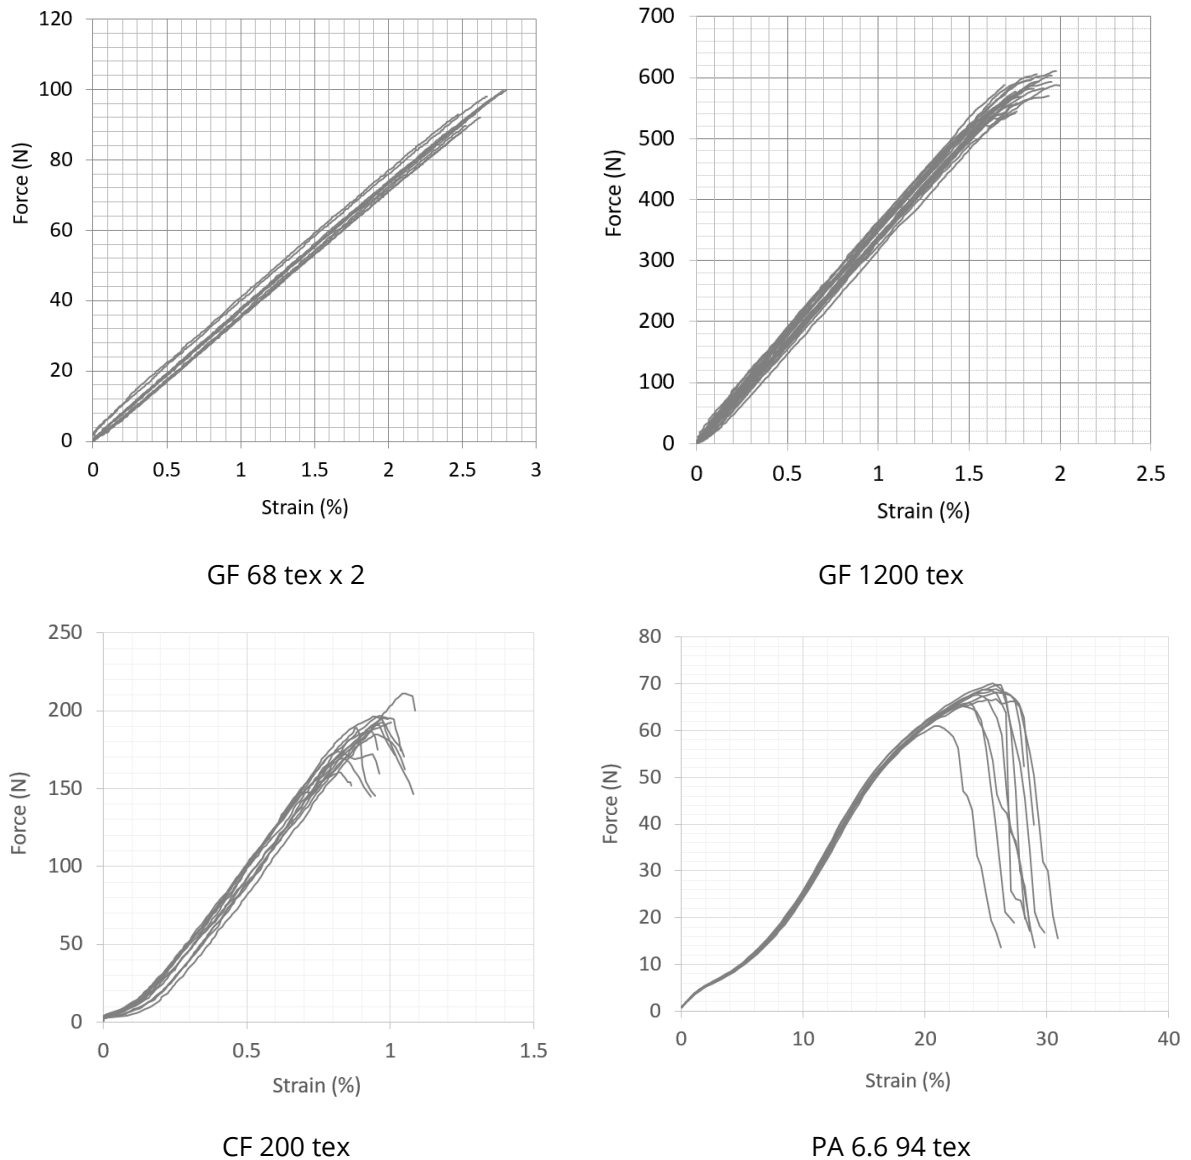 120
100
80
60
40
20
0
0 0.5 1 1.5 2 2.5 3
Force (N)
Strain (%)
GF 68 tex x 2
700
600
500
400
300
200
100
0
0 0.5 1 1.5 2 2.5
Force (N)
Strain (%)
GF 1200 tex
250
200
150
100
50
0
0 0.5 1 1.5
Force (N)
Strain (%)
CF 200 tex
80
70
60
50
40
30
20
10
0
0 10 20 30 40
Force (N)
Strain (%)
PA 6.6 94 tex